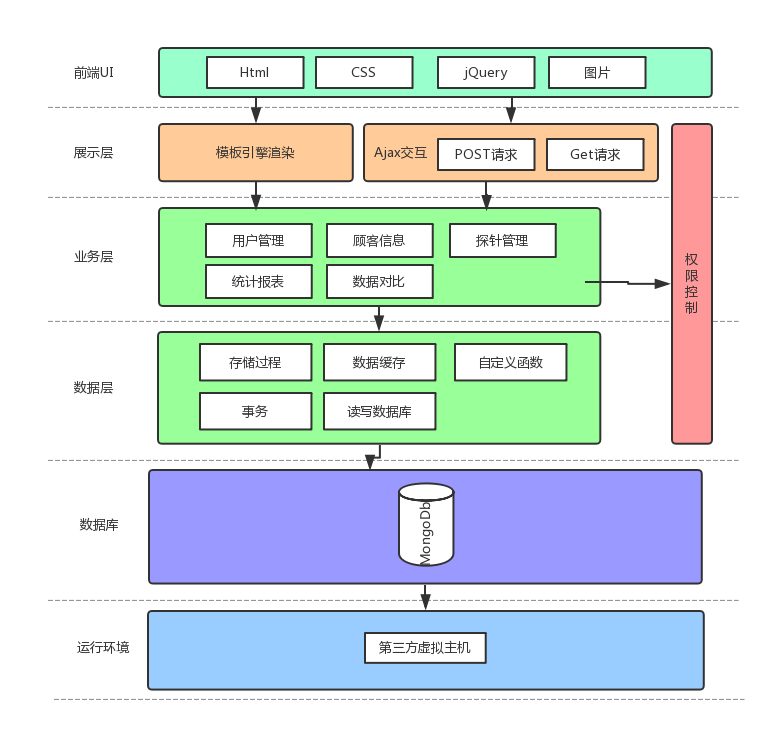 前端UI
Html
CSS
jQuery
图片
展示层
模板引擎渲染
Ajax交互
POST请求
Get请求
业务层
用户管理
顾客信息
探针管理
统计报表
数据对比
权
限
控
制
数据层
存储过程
数据缓存
自定义函数
事务
读写数据库
数据库
MongoDb
运行环境
第三方虚拟主机